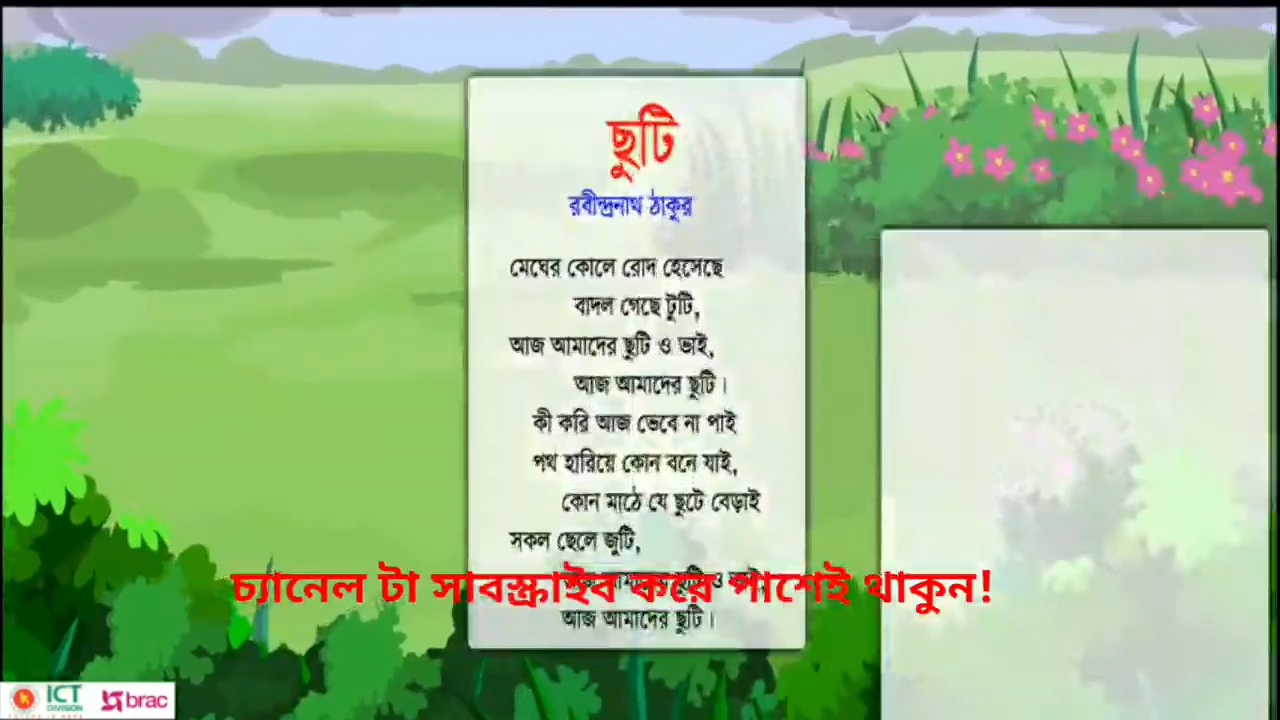 ছুটি
রবীন্দ্রনাথ ঠাকুর
মেঘের কোলে রোদ হেসেছে
বাদল গেছে টুটি,
আজ আমাদের ছুটি ও ভাই,
আজ আমাদের ছুটি।
কী করি আজ ভেবে না পাই
পথ হারিয়ে কোন বনে যাই,
কোন মাঠে যে ছুটে বেড়াই
সকল ছেলে জুটি,
চ্যানেল টা সাবস্ক্রাইব করে পাশেই থাকুন!
আজ আমাদের ছুটি।
ICT
DIVISION
brac